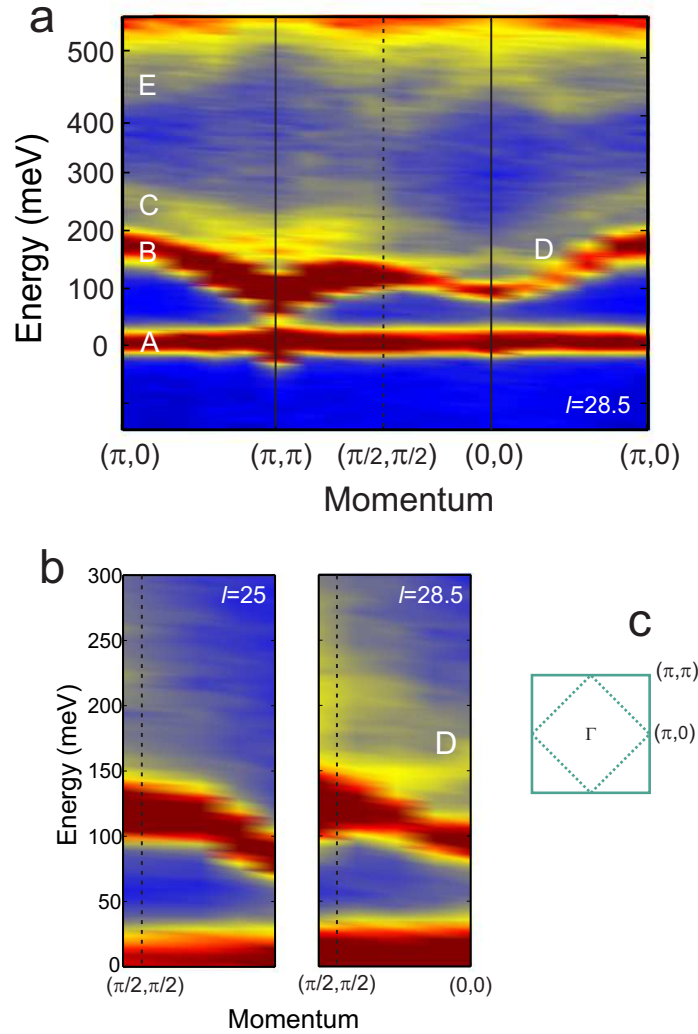 a
500
400
300
200
100
0
Energy (meV)
E
C
B
A
D
l=28.5
(π,0)
(π,π)
(π/2,π/2)
(0,0)
(π,0)
Momentum
b
300
250
200
150
100
50
0
Energy (meV)
l=25
l=28.5
D
(π/2,π/2)
(π/2,π/2)
(0,0)
Momentum
c
(π,π)
(π,0)
Γ